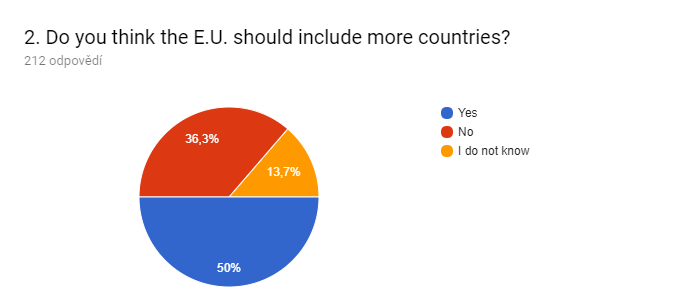 2. Do you think the E.U. should include more countries?
212 odpovědí
Yes
No
I do not know
36,3%
13,7%
50%